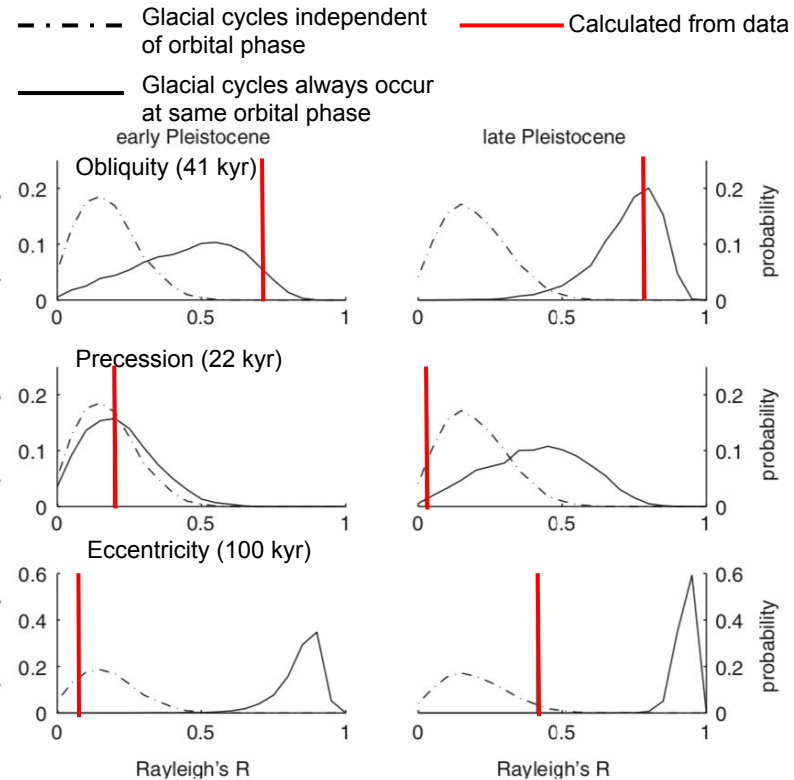 Glacial cycles independent
of orbital phase
Calculated from data
Glacial cycles always occur
at same orbital phase
early Pleistocene
late Pleistocene
Obliquity (41 kyr)
0.2
0.1
0
0 0.5 1
0.2
0.1
0
0 0.5 1
probability
Precession (22 kyr)
0.2
0.1
0
0 0.5 1
0.2
0.1
0
0 0.5 1
probability
Eccentricity (100 kyr)
0.6
0.4
0.2
0
0 0.5 1
Rayleigh's R
0.6
0.4
0.2
0
0 0.5 1
Rayleigh's R
probability